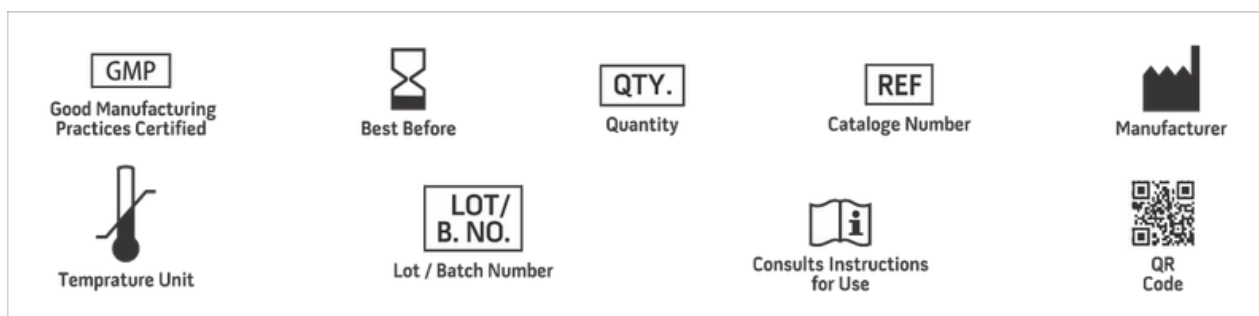 GMP
Good Manufacturing
Practices Certified
Best Before
QTY.
Quantity
REF
Cataloge Number
Manufacturer
Temprature Unit
LOT/
B. NO.
Lot / Batch Number
i
Consults Instructions
for Use
QR
Code